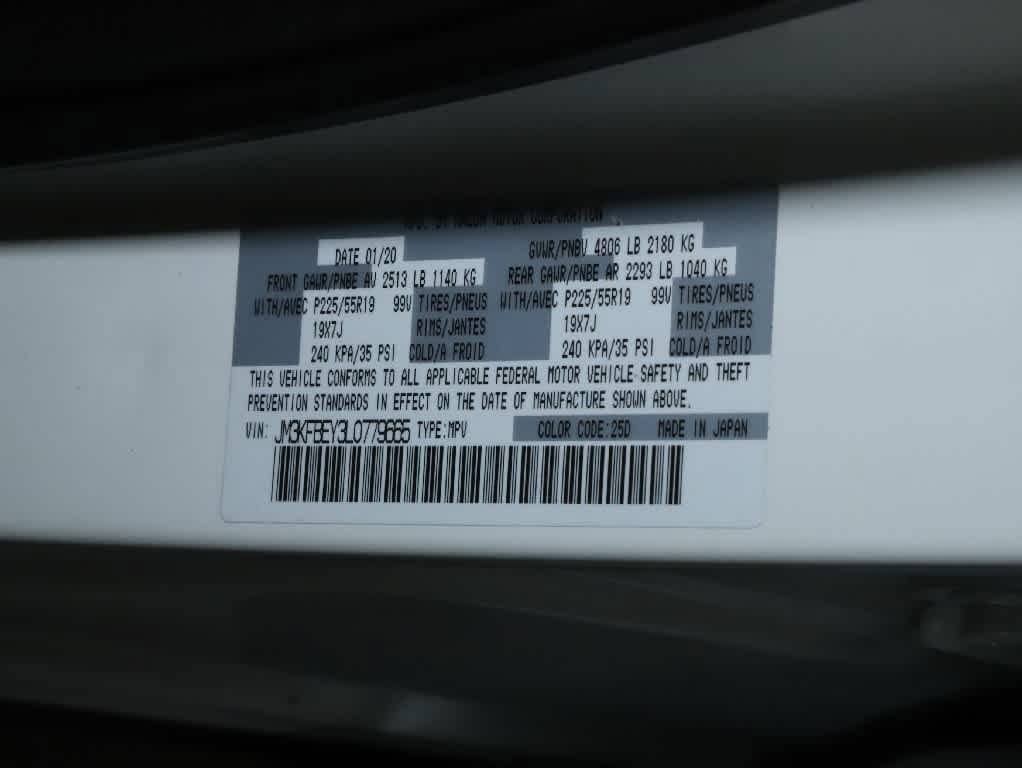 MAZDA MOTOR CORPORATION
DATE 01/20 GVWR/PNBV 4806 LB 2180 KG
FRONT GAWR/PNBE AV 2513 LB 1140 KG REAR GAWR/PNBE AR 2293 LB 1040 KG
WITH/AVEC P225/55R19 99V TIRES/PNEUS WITH/AVEC P225/55R19 99V TIRES/PNEUS
19X7J RIMS/JANTES 19X7J RIMS/JANTES
240 KPA/35 PSI COLD/A FROID 240 KPA/35 PSI COLD/A FROID
THIS VEHICLE CONFORMS TO ALL APPLICABLE FEDERAL MOTOR VEHICLE SAFETY AND THEFT
PREVENTION STANDARDS IN EFFECT ON THE DATE OF MANUFACTURE SHOWN ABOVE.
VIN: JM3KFBEY3L0779665 TYPE:MPV COLOR CODE:25D MADE IN JAPAN